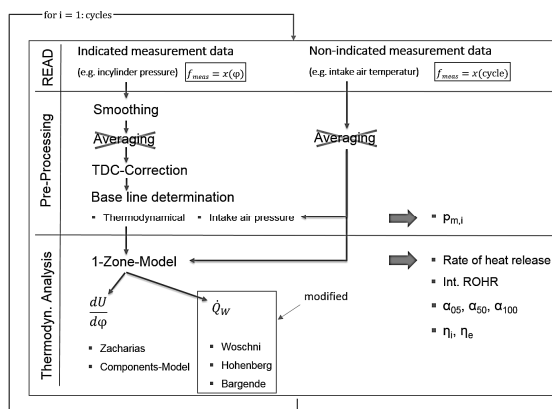 for i = 1: cycles
READ
Indicated measurement data
(e.g. incylinder pressure)
f_meas = x(φ)
Non-indicated measurement data
(e.g. intake air temperatur)
f_meas = x(cycle)
Pre-Processing
Smoothing
Averaging
TDC-Correction
Base line determination
▪ Thermodynamical
▪ Intake air pressure
Averaging
▪ p_m,i
Thermodyn. Analysis
1-Zone-Model
dU
dφ
▪ Zacharias
▪ Components-Model
Q̇_W
▪ Woschni
▪ Hohenberg
▪ Bargende
modified
▪ Rate of heat release
▪ Int. ROHR
▪ α05, α50, α100
▪ ηi, ηe